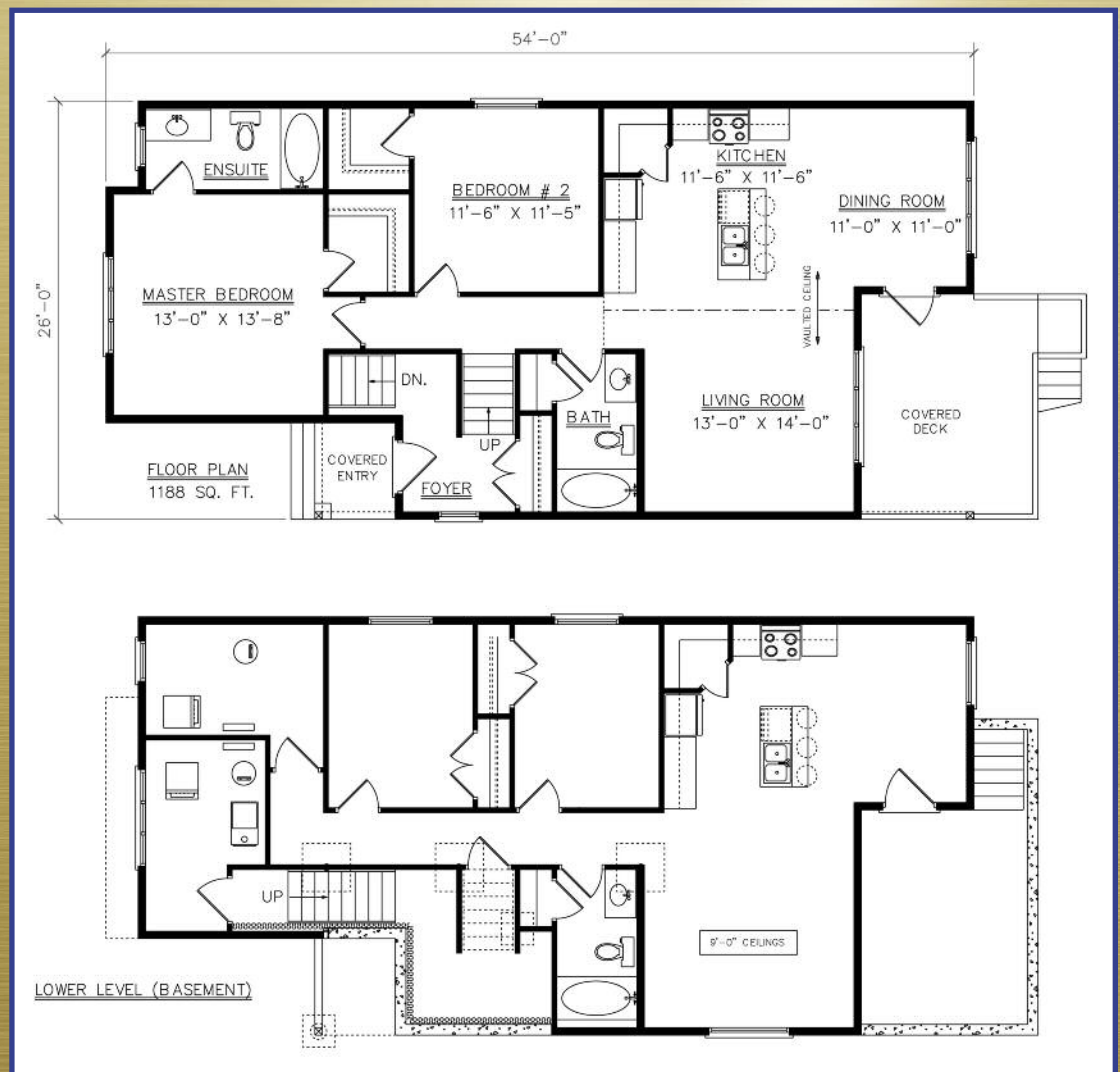 54'-0"
26'-0"
ENSUITE
BEDROOM # 2
11'-6" X 11'-5"
KITCHEN
11'-6" X 11'-6"
DINING ROOM
11'-0" X 11'-0"
MASTER BEDROOM
13'-0" X 13'-8"
VAULTED CEILING
DN.
UP
BATH
LIVING ROOM
13'-0" X 14'-0"
COVERED
DECK
FLOOR PLAN
1188 SQ. FT.
COVERED
ENTRY
FOYER
UP
9'-0" CEILINGS
LOWER LEVEL (BASEMENT)